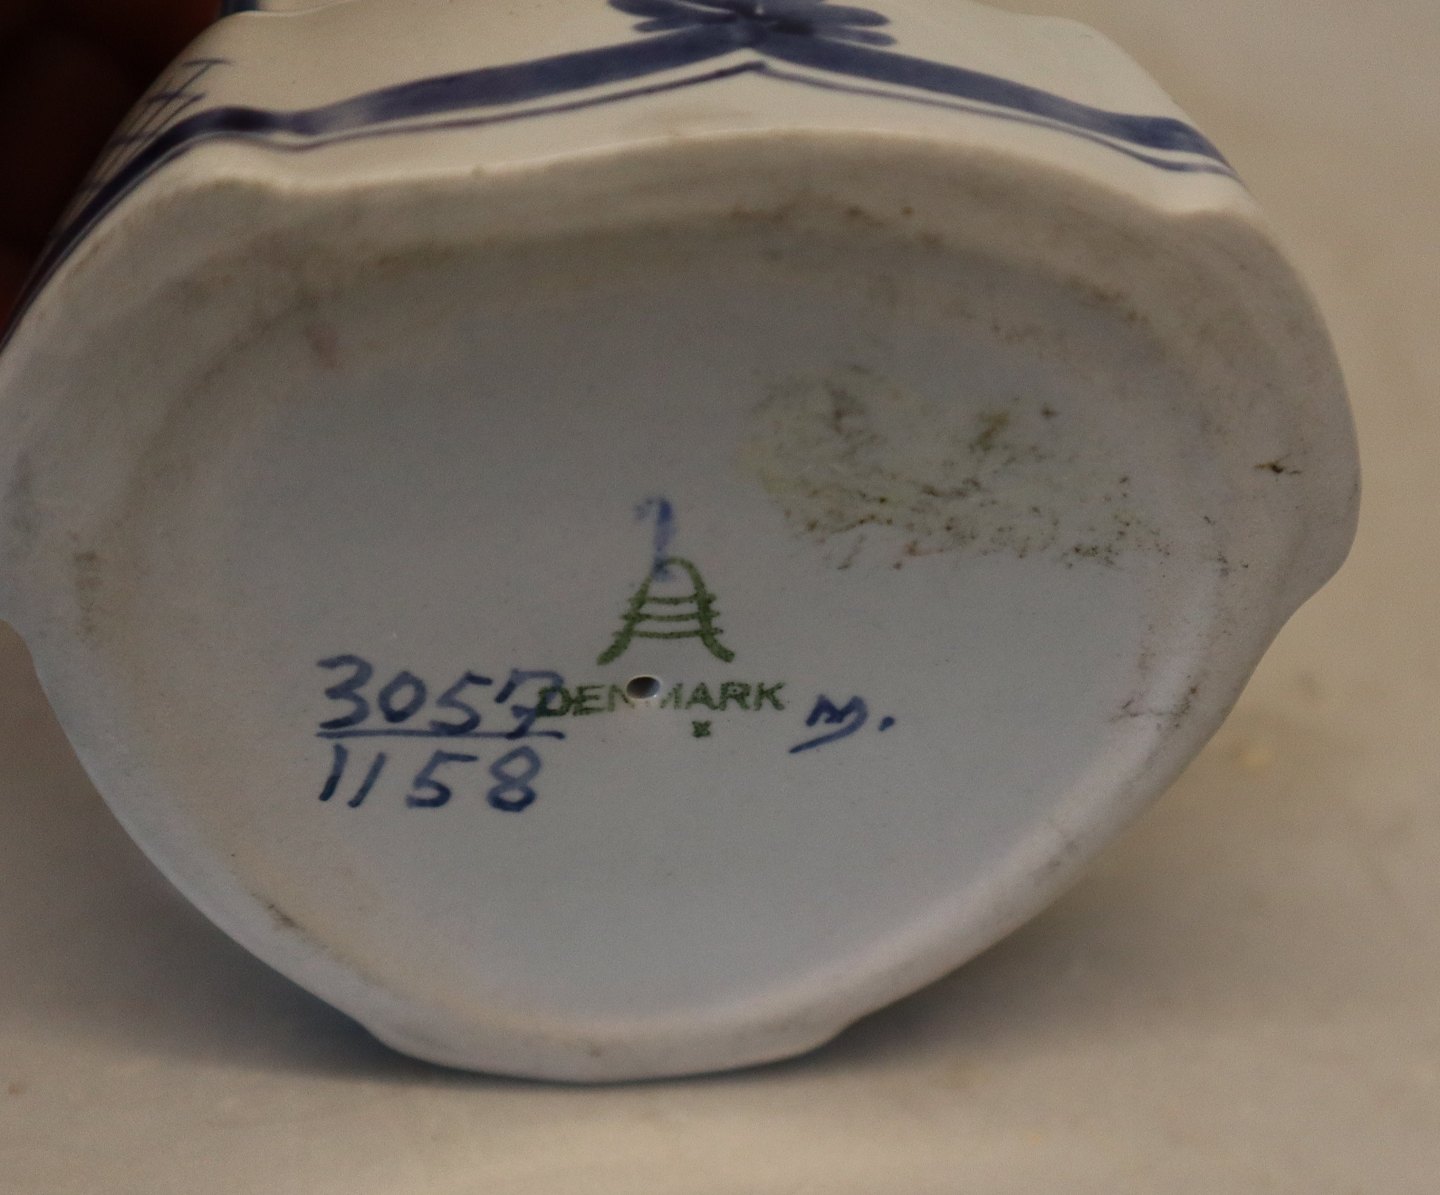 3057
1158
DENMARK
x
m.